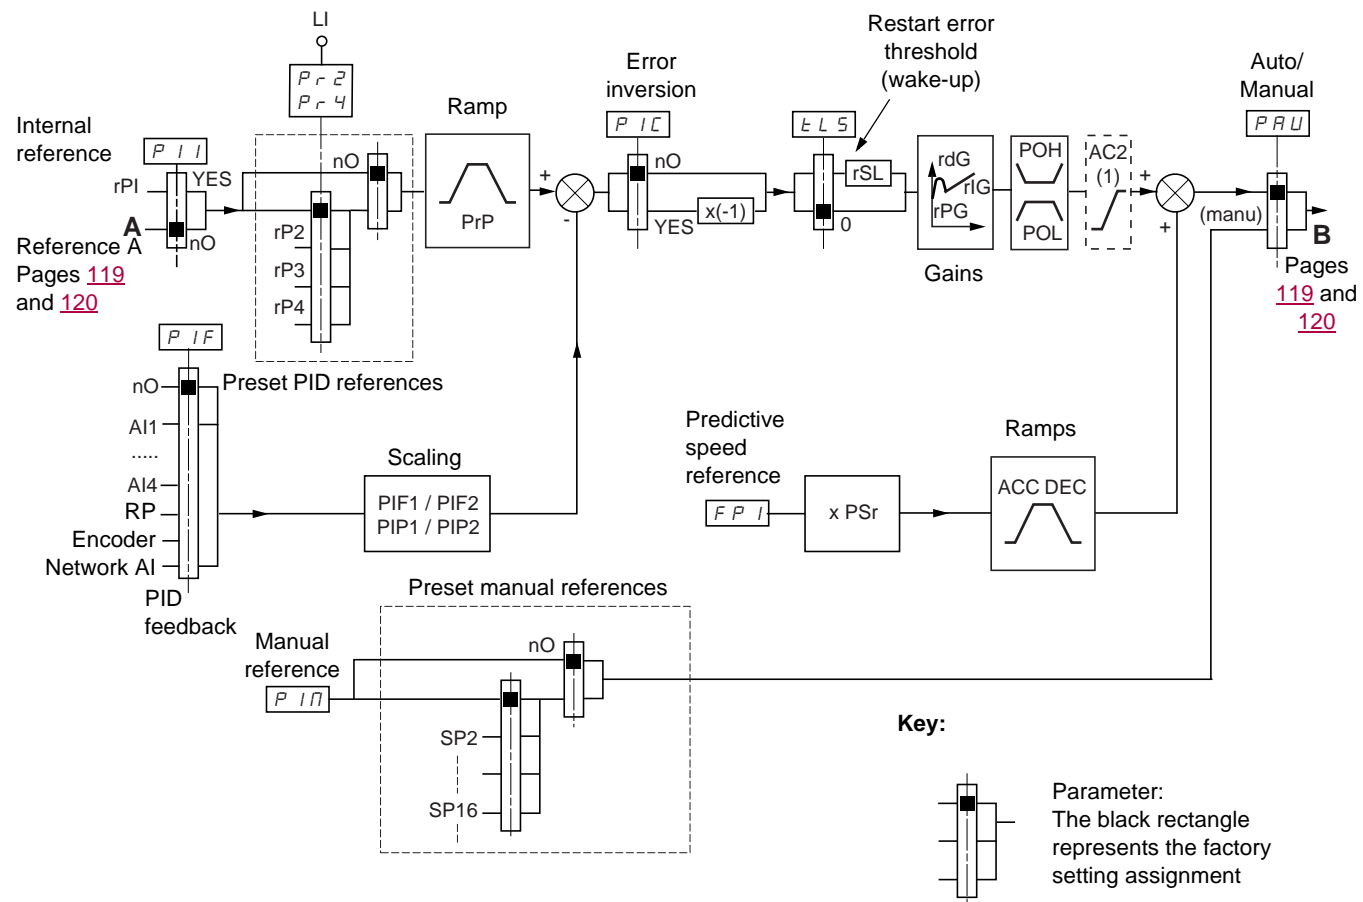 LI
Pr2
Pr4
Restart error
threshold
(wake-up)
Error
inversion
Auto/
Manual
Ramp
Internal
reference
PII
rPI
YES
A
nO
Reference A
Pages 119
and 120
nO
rP2
rP3
rP4
PrP
+
-
PIC
nO
YES
x(-1)
tLS
rSL
0
rdG
rIG
rPG
Gains
POH
POL
AC2
(1)
+
+
PAU
(manu)
B
Pages
119 and
120
PIF
Preset PID references
nO
AI1
.....
AI4
RP
Encoder
Network AI
PID
feedback
Scaling
PIF1 / PIF2
PIP1 / PIP2
Predictive
speed
reference
FPI
x PSr
Ramps
ACC DEC
Preset manual references
Manual
reference
PIM
nO
SP2
SP16
Key:
Parameter:
The black rectangle
represents the factory
setting assignment